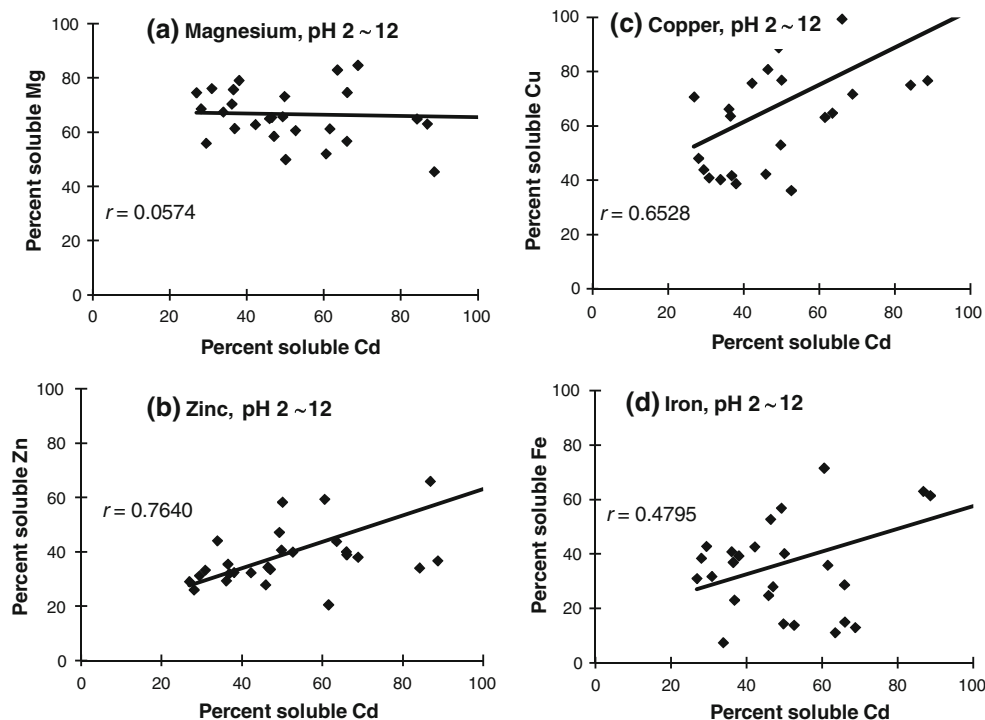 (a) Magnesium, pH 2 ~ 12
Percent soluble Mg
100
80
60
40
20
0
r = 0.0574
0 20 40 60 80 100
Percent soluble Cd
(c) Copper, pH 2 ~ 12
Percent soluble Cu
100
80
60
40
20
0
r = 0.6528
0 20 40 60 80 100
Percent soluble Cd
(b) Zinc, pH 2 ~ 12
Percent soluble Zn
100
80
60
40
20
0
r = 0.7640
0 20 40 60 80 100
Percent soluble Cd
(d) Iron, pH 2 ~ 12
Percent soluble Fe
100
80
60
40
20
0
r = 0.4795
0 20 40 60 80 100
Percent soluble Cd